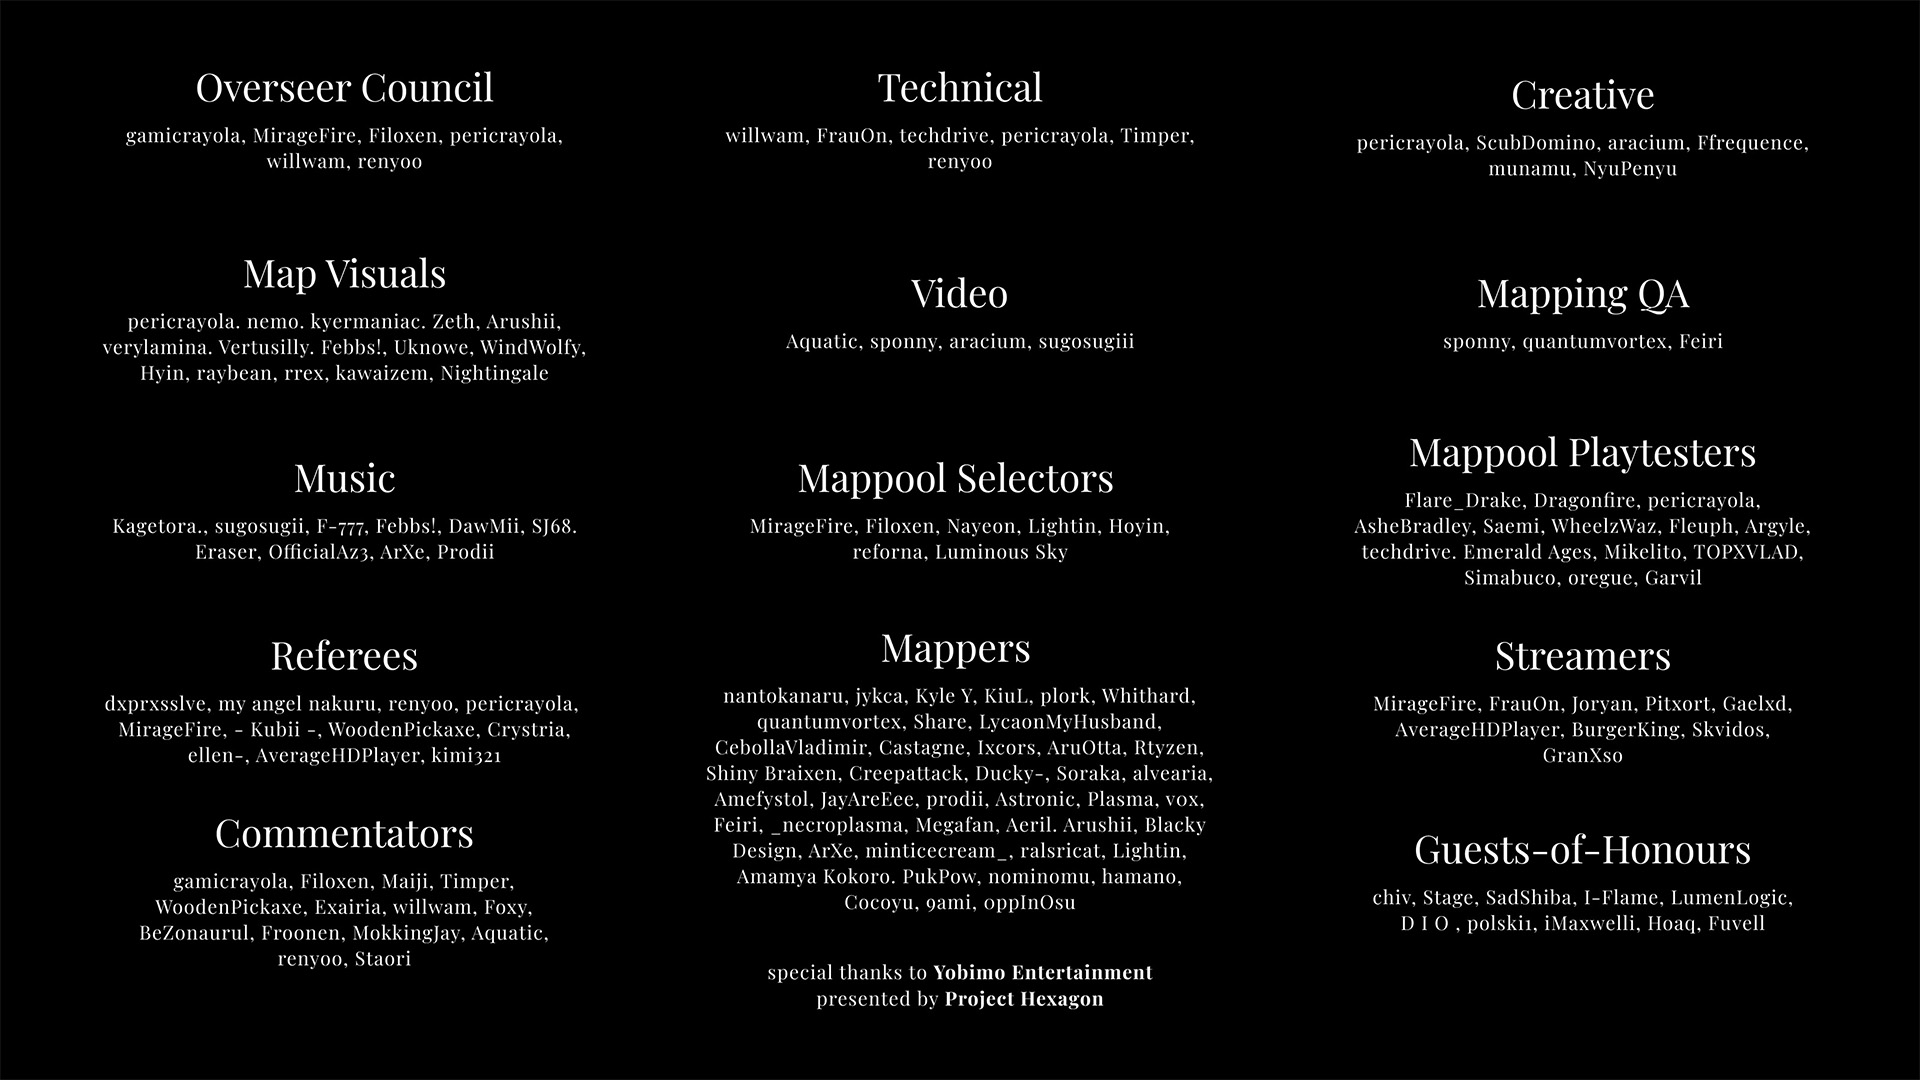 Overseer Council
gamicrayola, MirageFire, Filoxen, pericrayola,
willwam, renyoo
Technical
willwam, FrauOn, techdrive, pericrayola, Timper,
renyoo
Creative
pericrayola, ScubDomino, aracium, Ffrequence,
munamu, NyuPenyu
Map Visuals
pericrayola. nemo. kyermaniac. Zeth, Arushii,
verylamina. Vertusilly. Febbs!, Uknowe, WindWolfy,
Hyin, raybean, rrex, kawaizem, Nightingale
Video
Aquatic, sponny, aracium, sugosugiii
Mapping QA
sponny, quantumvortex, Feiri
Music
Kagetora., sugosugii, F-777, Febbs!, DawMii, SJ68.
Eraser, OfficialAz3, ArXe, Prodii
Mappool Selectors
MirageFire, Filoxen, Nayeon, Lightin, Hoyin,
reforna, Luminous Sky
Mappool Playtesters
Flare_Drake, Dragonfire, pericrayola,
AsheBradley, Saemi, WheelzWaz, Fleuph, Argyle,
techdrive. Emerald Ages, Mikelito, TOPXVLAD,
Simabuco, oregue, Garvil
Referees
dxprxsslve, my angel nakuru, renyoo, pericrayola,
MirageFire, - Kubii -, WoodenPickaxe, Crystria,
ellen-, AverageHDPlayer, kimi321
Mappers
nantokanaru, jykca, Kyle Y, KiuL, plork, Whithard,
quantumvortex, Share, LycaonMyHusband,
CebollaVladimir, Castagne, Ixcors, AruOtta, Rtyzen,
Shiny Braixen, Creepattack, Ducky-, Soraka, alvearia,
Amefystol, JayAreEee, prodii, Astronic, Plasma, vox,
Feiri, _necroplasma, Megafan, Aeril. Arushii, Blacky
Design, ArXe, minticecream_, ralsricat, Lightin,
Amamya Kokoro. PukPow, nominomu, hamano,
Cocoyu, 9ami, 0ppInOsu
Streamers
MirageFire, FrauOn, Joryan, Pitxort, Gaelxd,
AverageHDPlayer, BurgerKing, Skvidos,
GranXso
Commentators
gamicrayola, Filoxen, Maiji, Timper,
WoodenPickaxe, Exairia, willwam, Foxy,
BeZonaurul, Froonen, MokkingJay, Aquatic,
renyoo, Staori
Guests-of-Honours
chiv, Stage, SadShiba, I-Flame, LumenLogic,
D I O , polski1, iMaxwelli, Hoaq, Fuvell
special thanks to Yobimo Entertainment
presented by Project Hexagon